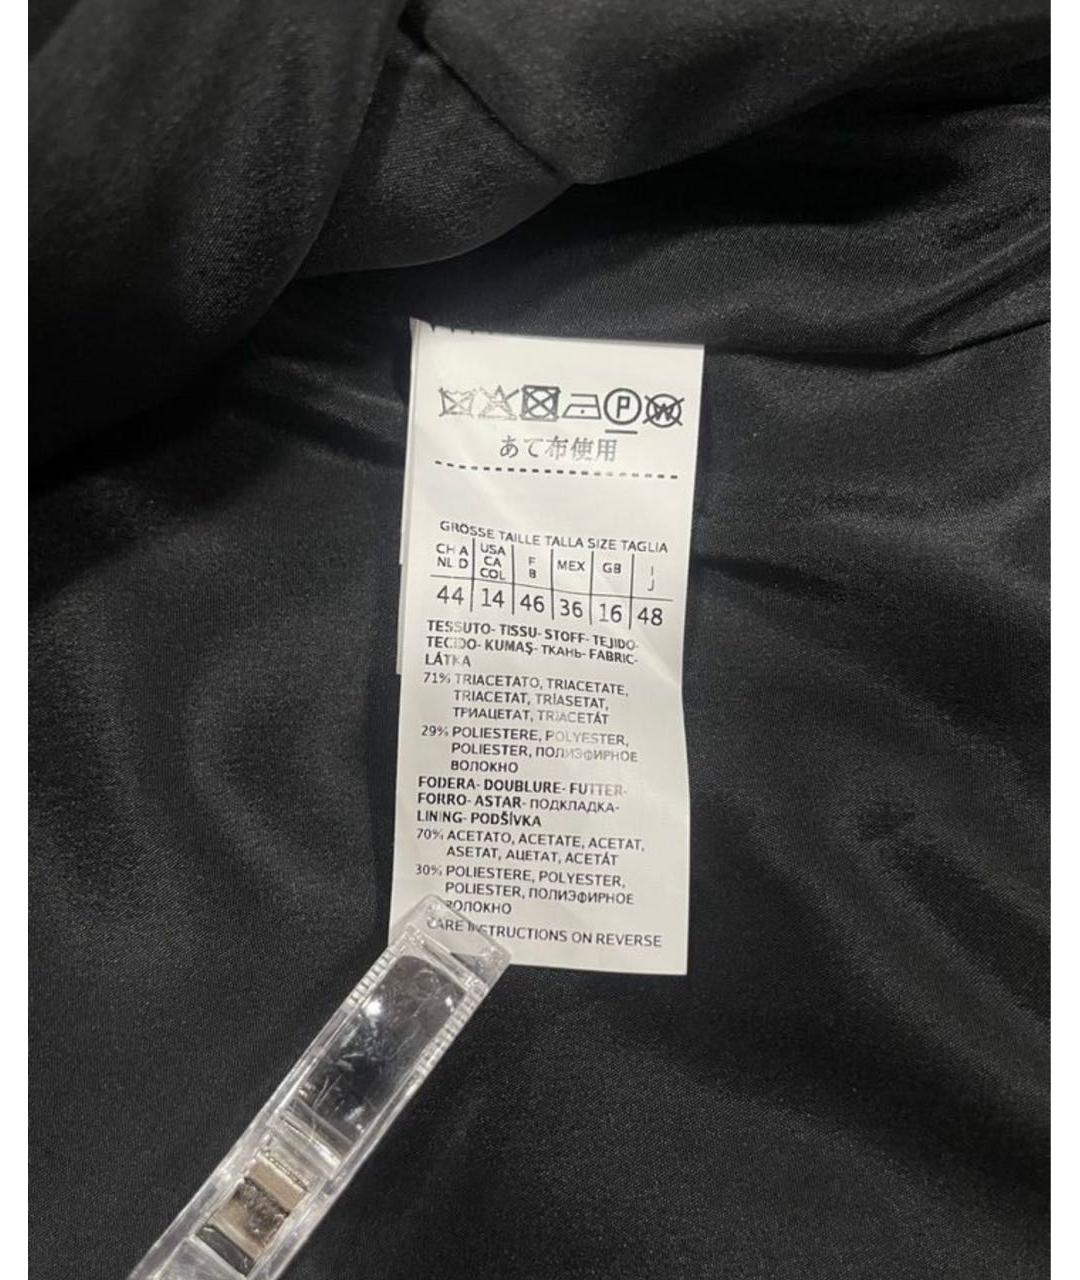 P W
あて布使用
GRÖSSE TAILLE TALLA SIZE TAGLIA
CH A NL D USA CA COL F B MEX GB I J
44 14 46 36 16 48
TESSUTO- TISSU- STOFF- TEJIDO-
TECIDO- KUMAŞ- ТКАНЬ- FABRIC-
LÁTKA
71% TRIACETATO, TRIACETATE,
TRIACETAT, TRİASETAT,
ТРИАЦЕТАТ, TRIACETÁT
29% POLIESTERE, POLYESTER,
POLIESTER, ПОЛИЭФИРНОЕ
ВОЛОКНО
FODERA- DOUBLURE- FUTTER-
FORRO- ASTAR- ПОДКЛАДКА-
LINING- PODŠÍVKA
70% ACETATO, ACETATE, ACETAT,
ASETAT, АЦЕТАТ, ACETÁT
30% POLIESTERE, POLYESTER,
POLIESTER, ПОЛИЭФИРНОЕ
ВОЛОКНО
CARE INSTRUCTIONS ON REVERSE